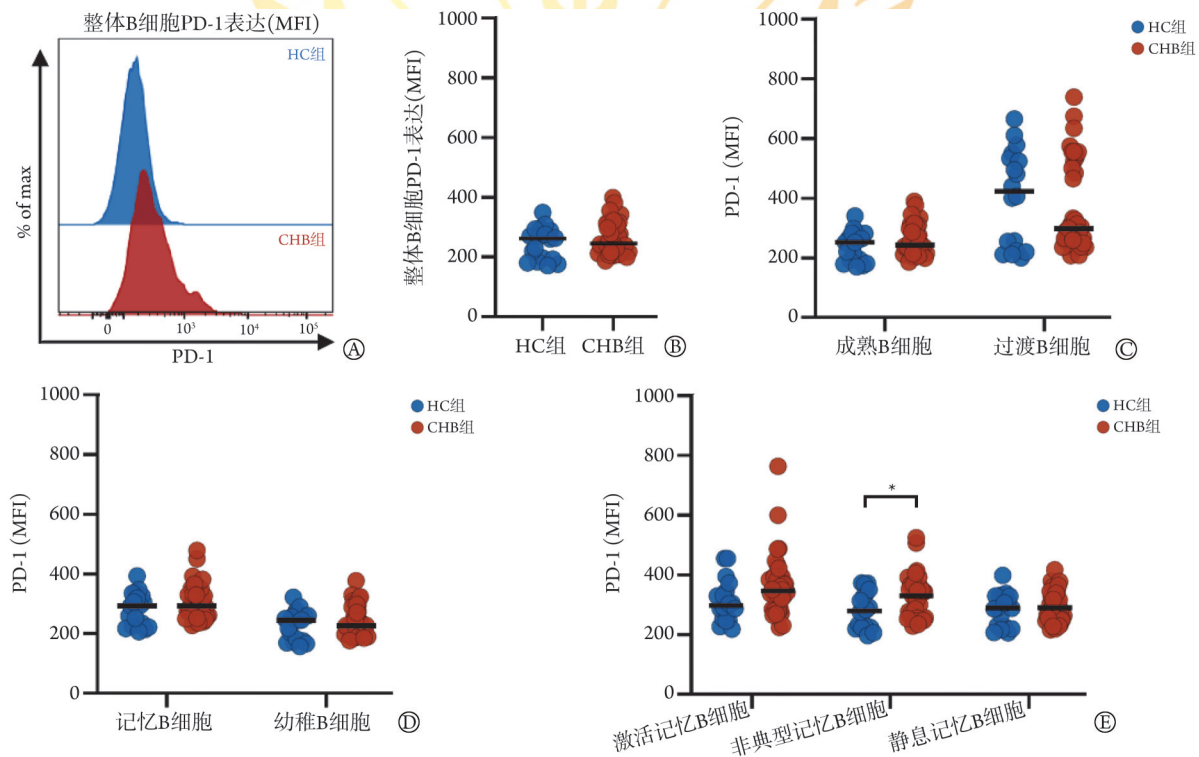 整体B细胞PD-1表达(MFI)
HC组
CHB组
% of max
0
10³
10⁴
10⁵
PD-1
Ⓐ
整体B细胞PD-1表达(MFI)
1000
800
600
400
200
0
HC组
CHB组
Ⓑ
PD-1 (MFI)
1000
800
600
400
200
0
HC组
CHB组
成熟B细胞
过渡B细胞
Ⓒ
PD-1 (MFI)
1000
800
600
400
200
0
HC组
CHB组
记忆B细胞
幼稚B细胞
Ⓓ
PD-1 (MFI)
1000
800
600
400
200
0
HC组
CHB组
*
激活记忆B细胞
非典型记忆B细胞
静息记忆B细胞
Ⓔ